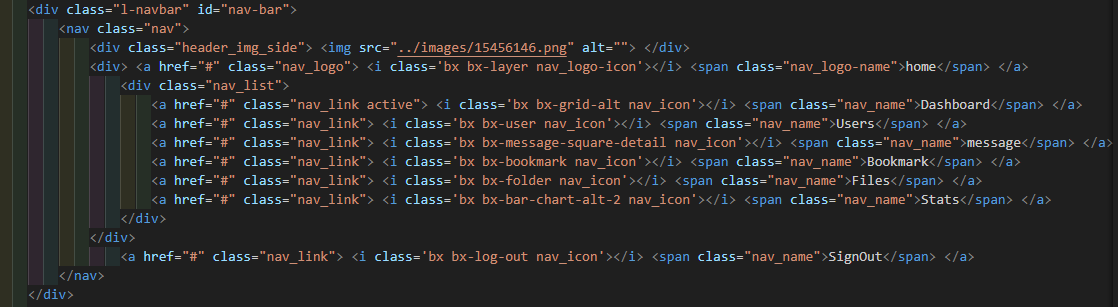 <div class="l-navbar" id="nav-bar">
<nav class="nav">
<div class="header_img_side"> <img src="../images/15456146.png" alt=""> </div>
<div> <a href="#" class="nav_logo"> <i class='bx bx-layer nav_logo-icon'></i> <span class="nav_logo-name">home</span> </a>
<div class="nav_list">
<a href="#" class="nav_link active"> <i class='bx bx-grid-alt nav_icon'></i> <span class="nav_name">Dashboard</span> </a>
<a href="#" class="nav_link"> <i class='bx bx-user nav_icon'></i> <span class="nav_name">Users</span> </a>
<a href="#" class="nav_link"> <i class='bx bx-message-square-detail nav_icon'></i> <span class="nav_name">message</span> </a>
<a href="#" class="nav_link"> <i class='bx bx-bookmark nav_icon'></i> <span class="nav_name">Bookmark</span> </a>
<a href="#" class="nav_link"> <i class='bx bx-folder nav_icon'></i> <span class="nav_name">Files</span> </a>
<a href="#" class="nav_link"> <i class='bx bx-bar-chart-alt-2 nav_icon'></i> <span class="nav_name">Stats</span> </a>
</div>
</div>
<a href="#" class="nav_link"> <i class='bx bx-log-out nav_icon'></i> <span class="nav_name">SignOut</span> </a>
</nav>
</div>